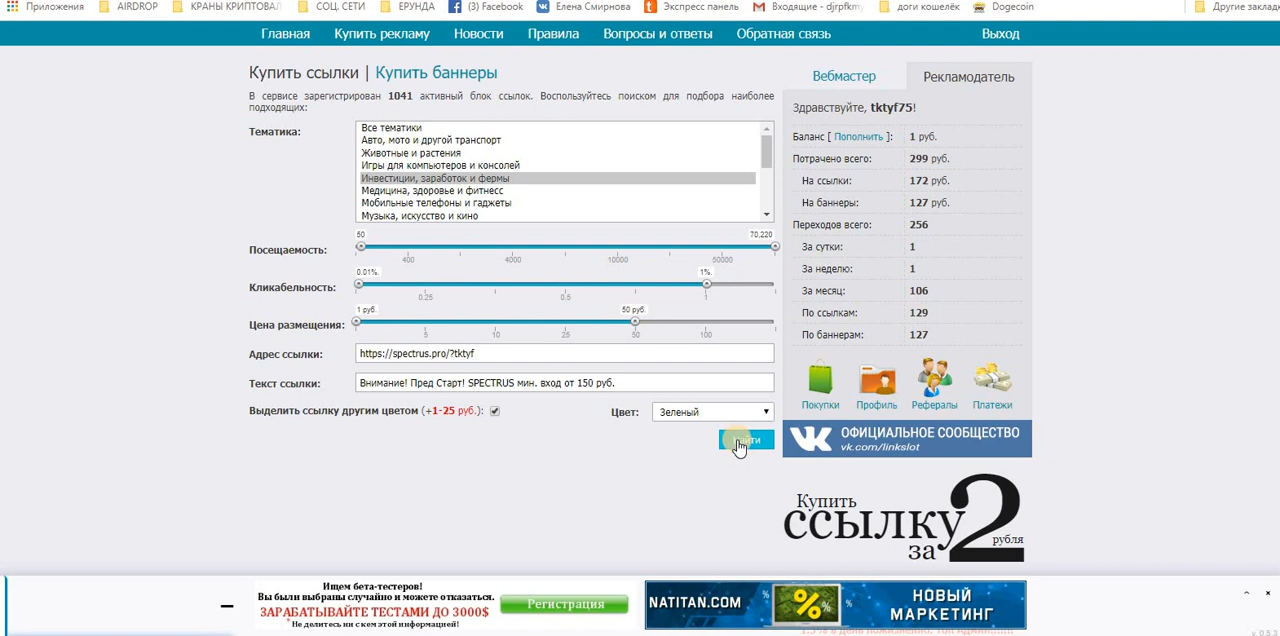 Приложения AIRDROP КРАНЫ КРИПТОВАЛ СОЦ. СЕТИ ЕРУНДА (3) Facebook Елена Смирнова Экспресс панель Входящие - djrpfkmy доги кошелёк Dogecoin Другие заклад
Главная Купить рекламу Новости Правила Вопросы и ответы Обратная связь Выход
Купить ссылки | Купить баннеры
В сервисе зарегистрирован 1041 активный блок ссылок. Воспользуйтесь поиском для подбора наиболее
подходящих:
Тематика:
Все тематики
Авто, мото и другой транспорт
Животные и растения
Игры для компьютеров и консолей
Инвестиции, заработок и фермы
Медицина, здоровье и фитнесс
Мобильные телефоны и гаджеты
Музыка, искусство и кино
50 70,220
Посещаемость:
400 4000 10000 50000
0.01%. 1%.
Кликабельность:
0.25 0.5 1
1 руб. 50 руб.
Цена размещения:
5 10 25 50 100
Адрес ссылки: https://spectrus.pro/?tktyf
Текст ссылки: Внимание! Пред Старт! SPECTRUS мин. вход от 150 руб.
Выделить ссылку другим цветом (+1-25 руб.): Цвет: Зеленый
Вебмастер Рекламодатель
Здравствуйте, tktyf75!
Баланс [ Пополнить ]: 1 руб.
Потрачено всего: 299 руб.
На ссылки: 172 руб.
На баннеры: 127 руб.
Переходов всего: 256
За сутки: 1
За неделю: 1
За месяц: 106
По ссылкам: 129
По баннерам: 127
Покупки Профиль Рефералы Платежи
ОФИЦИАЛЬНОЕ СООБЩЕСТВО
vk.com/linkslot
Купить
ссылку 2
за рубля
Ищем бета-тестеров!
Вы были выбраны случайно и можете отказаться.
ЗАРАБАТЫВАЙТЕ ТЕСТАМИ ДО 3000$
Не делитесь ни с кем этой информацией!
Регистрация
NATITAN.COM % НОВЫЙ
МАРКЕТИНГ
v 0.5.3